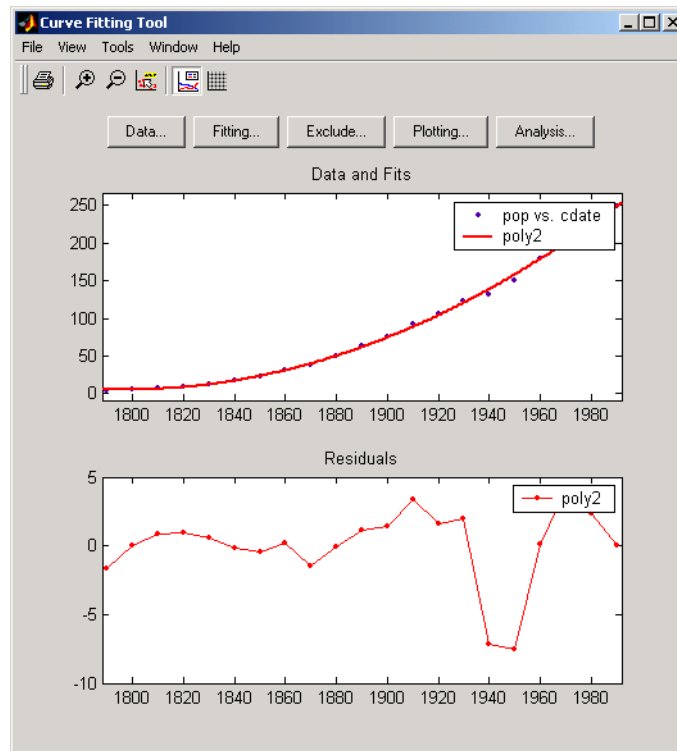 Curve Fitting Tool
File View Tools Window Help
Data... Fitting... Exclude... Plotting... Analysis...
Data and Fits
250
200
150
100
50
0
pop vs. cdate
poly2
1800 1820 1840 1860 1880 1900 1920 1940 1960 1980
Residuals
5
0
-5
-10
poly2
1800 1820 1840 1860 1880 1900 1920 1940 1960 1980